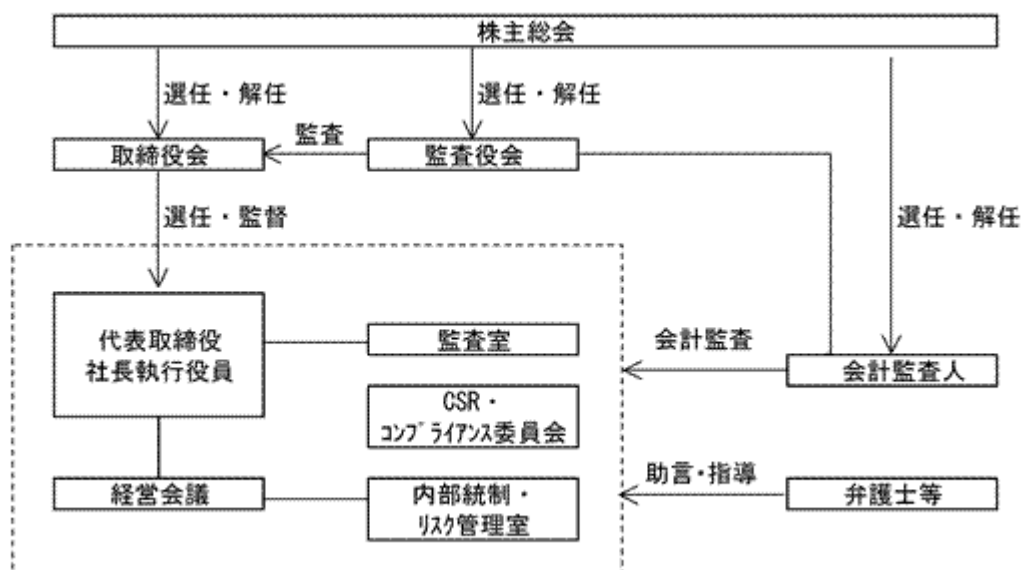 株主総会
選任・解任
選任・解任
取締役会
監査
監査役会
選任・監督
選任・解任
代表取締役
社長執行役員
監査室
会計監査
会計監査人
CSR・
ｺﾝﾌﾟﾗｲｱﾝｽ委員会
経営会議
内部統制・
ﾘｽｸ管理室
助言・指導
弁護士等